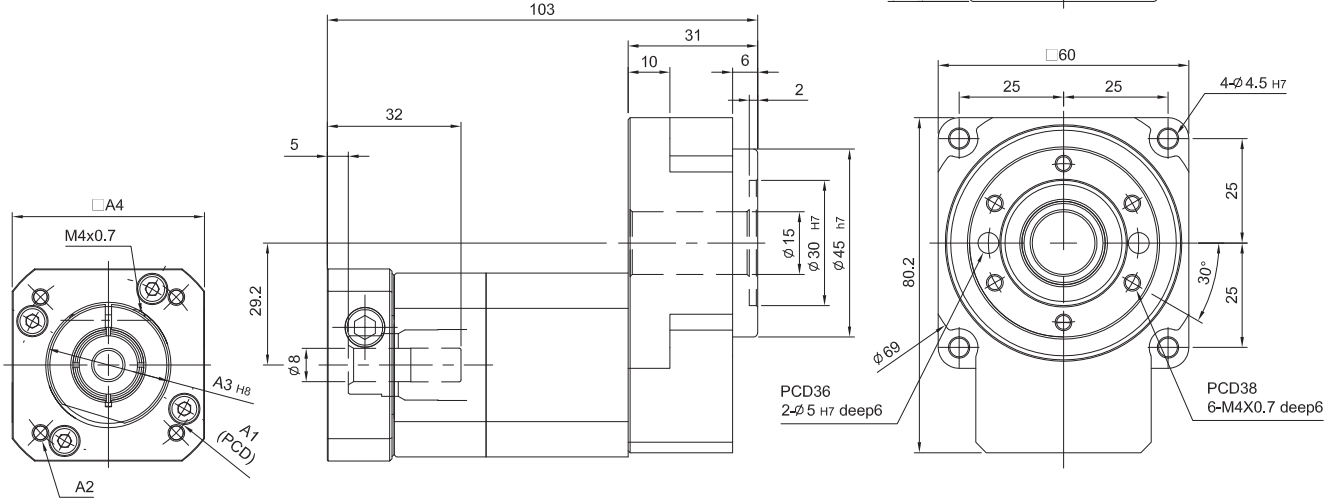 □A4
M4x0.7
A3 H8
A1
(PCD)
A2
103
31
10
6
2
32
5
29.2
Ø8
Ø15
Ø30 H7
Ø45 h7
□60
25
25
4-Ø4.5 H7
25
25
30°
80.2
Ø69
PCD36
2-Ø5 H7 deep6
PCD38
6-M4X0.7 deep6